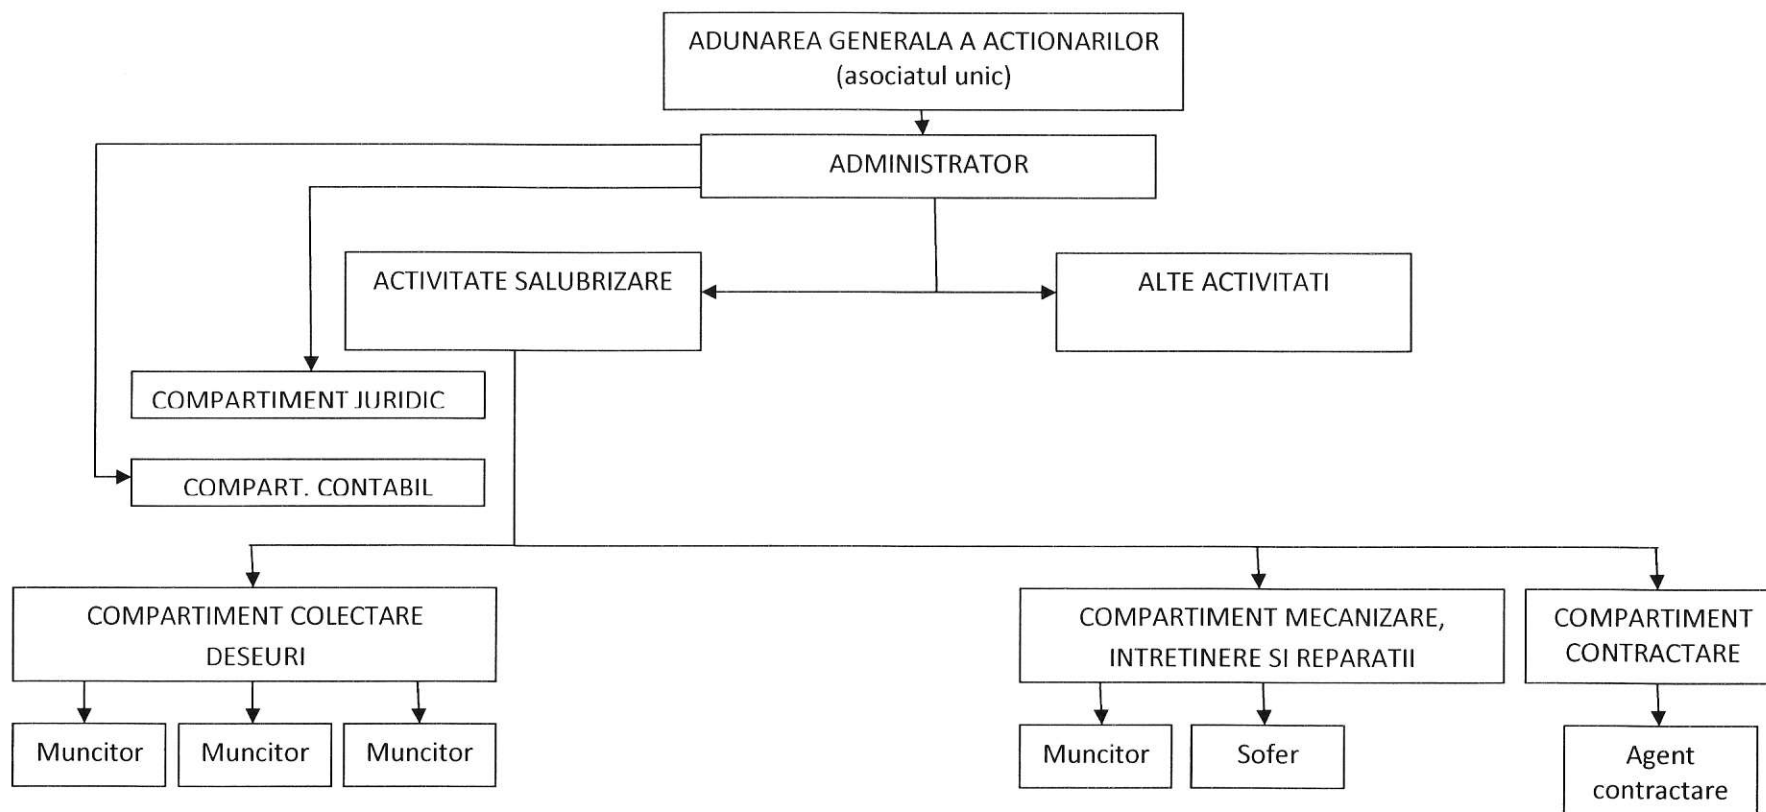 ADUNAREA GENERALA A ACTIONARILOR
(asociatul unic)
ADMINISTRATOR
ACTIVITATE SALUBRIZARE
ALTE ACTIVITATI
COMPARTIMENT JURIDIC
COMPART. CONTABIL
COMPARTIMENT COLECTARE
DESEURI
COMPARTIMENT MECANIZARE,
INTRETINERE SI REPARATII
COMPARTIMENT
CONTRACTARE
Muncitor
Muncitor
Muncitor
Muncitor
Sofer
Agent
contractare